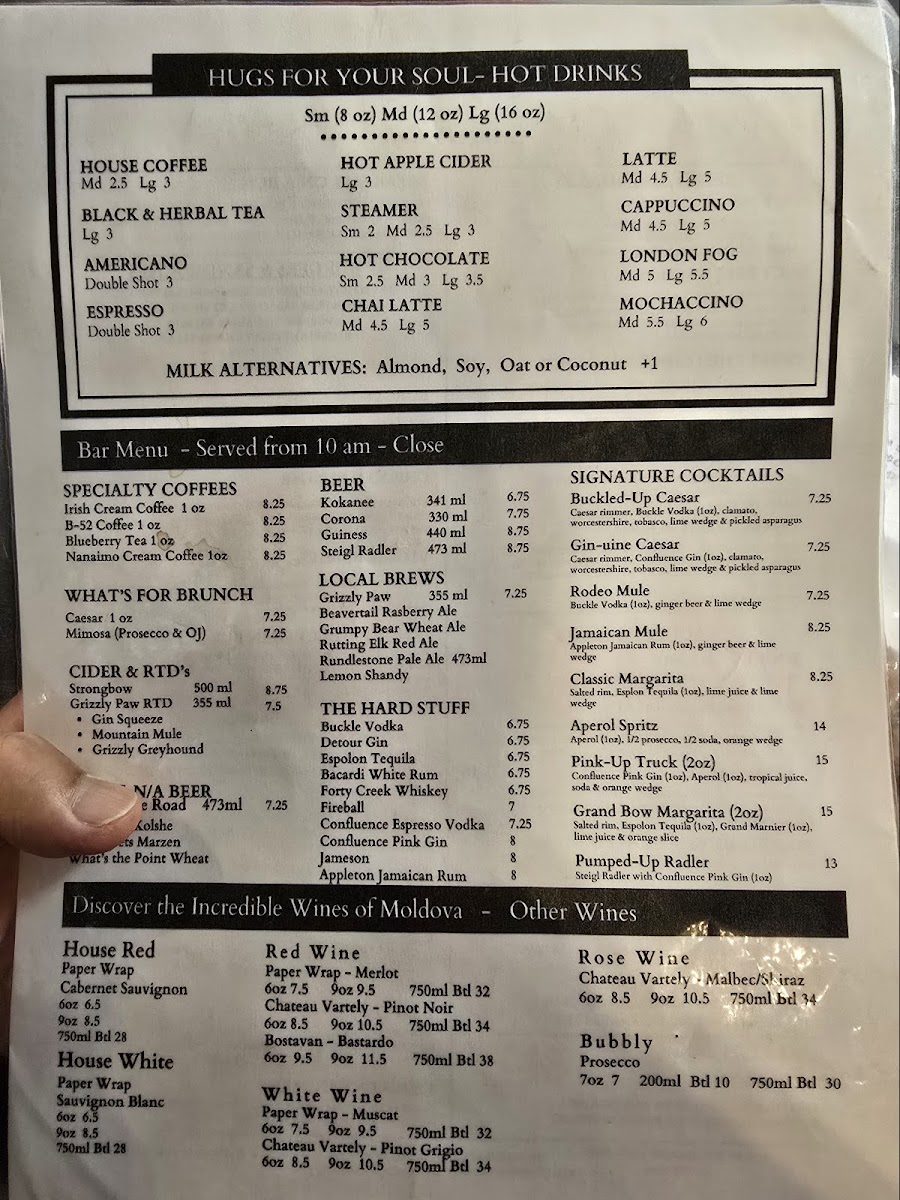 HUGS FOR YOUR SOUL- HOT DRINKS
Sm (8 oz) Md (12 oz) Lg (16 oz)
HOUSE COFFEE
Md 2.5 Lg 3
BLACK & HERBAL TEA
Lg 3
AMERICANO
Double Shot 3
ESPRESSO
Double Shot 3
HOT APPLE CIDER
Lg 3
STEAMER
Sm 2 Md 2.5 Lg 3
HOT CHOCOLATE
Sm 2.5 Md 3 Lg 3.5
CHAI LATTE
Md 4.5 Lg 5
LATTE
Md 4.5 Lg 5
CAPPUCCINO
Md 4.5 Lg 5
LONDON FOG
Md 5 Lg 5.5
MOCHACCINO
Md 5.5 Lg 6
MILK ALTERNATIVES: Almond, Soy, Oat or Coconut +1
Bar Menu - Served from 10 am - Close
SPECIALTY COFFEES
Irish Cream Coffee 1 oz 8.25
B-52 Coffee 1 oz 8.25
Blueberry Tea 1 oz 8.25
Nanaimo Cream Coffee 1oz 8.25
WHAT'S FOR BRUNCH
Caesar 1 oz 7.25
Mimosa (Prosecco & OJ) 7.25
CIDER & RTD's
Strongbow 500 ml 8.75
Grizzly Paw RTD 355 ml 7.5
• Gin Squeeze
• Mountain Mule
• Grizzly Greyhound
N/A BEER
Road 473ml 7.25
Kolshe
Marzen
What's the Point Wheat
BEER
Kokanee 341 ml 6.75
Corona 330 ml 7.75
Guiness 440 ml 8.75
Steigl Radler 473 ml 8.75
LOCAL BREWS
Grizzly Paw 355 ml 7.25
Beavertail Rasberry Ale
Grumpy Bear Wheat Ale
Rutting Elk Red Ale
Rundlestone Pale Ale 473ml
Lemon Shandy
THE HARD STUFF
Buckle Vodka 6.75
Detour Gin 6.75
Espolon Tequila 6.75
Bacardi White Rum 6.75
Forty Creek Whiskey 6.75
Fireball 7
Confluence Espresso Vodka 7.25
Confluence Pink Gin 8
Jameson 8
Appleton Jamaican Rum 8
SIGNATURE COCKTAILS
Buckled-Up Caesar 7.25
Caesar rimmer, Buckle Vodka (1oz), clamato,
worcestershire, tobasco, lime wedge & pickled asparagus
Gin-uine Caesar 7.25
Caesar rimmer, Confluence Gin (1oz), clamato,
worcestershire, tobasco, lime wedge & pickled asparagus
Rodeo Mule 7.25
Buckle Vodka (1oz), ginger beer & lime wedge
Jamaican Mule 8.25
Appleton Jamaican Rum (1oz), ginger beer & lime
wedge
Classic Margarita 8.25
Salted rim, Esplon Tequila (1oz), lime juice & lime
wedge
Aperol Spritz 14
Aperol (1oz), 1/2 prosecco, 1/2 soda, orange wedge
Pink-Up Truck (2oz) 15
Confluence Pink Gin (1oz), Aperol (1oz), tropical juice,
soda & orange wedge
Grand Bow Margarita (2oz) 15
Salted rim, Espolon Tequila (1oz), Grand Marnier (1oz),
lime juice & orange slice
Pumped-Up Radler 13
Steigl Radler with Confluence Pink Gin (1oz)
Discover the Incredible Wines of Moldova - Other Wines
House Red
Paper Wrap
Cabernet Sauvignon
6oz 6.5
9oz 8.5
750ml Btl 28
House White
Paper Wrap
Sauvignon Blanc
6oz 6.5
9oz 8.5
750ml Btl 28
Red Wine
Paper Wrap - Merlot
6oz 7.5 9oz 9.5 750ml Btl 32
Chateau Vartely - Pinot Noir
6oz 8.5 9oz 10.5 750ml Btl 34
Bostavan - Bastardo
6oz 9.5 9oz 11.5 750ml Btl 38
White Wine
Paper Wrap - Muscat
6oz 7.5 9oz 9.5 750ml Btl 32
Chateau Vartely - Pinot Grigio
6oz 8.5 9oz 10.5 750ml Btl 34
Rose Wine
Chateau Vartely - Malbec/Shiraz
6oz 8.5 9oz 10.5 750ml Btl 34
Bubbly
Prosecco
7oz 7 200ml Btl 10 750ml Btl 30